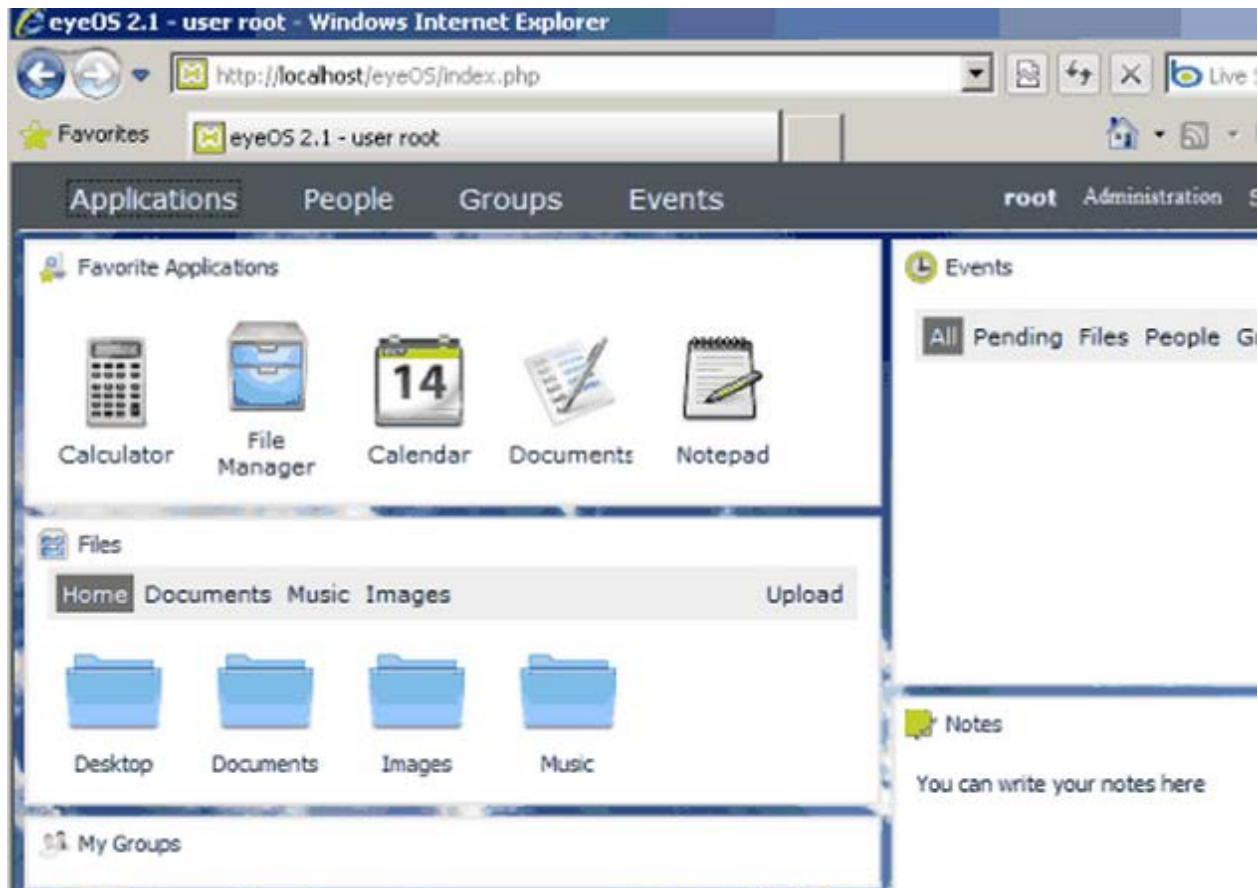 eyeOS 2.1 - user root - Windows Internet Explorer
http://localhost/eyeOS/index.php
Live
Favorites
eyeOS 2.1 - user root
Applications People Groups Events root Administration
Favorite Applications
14
Calculator
File
Manager
Calendar
Documents
Notepad
Files
Home Documents Music Images Upload
Desktop Documents Images Music
My Groups
Events
All Pending Files People
Notes
You can write your notes here